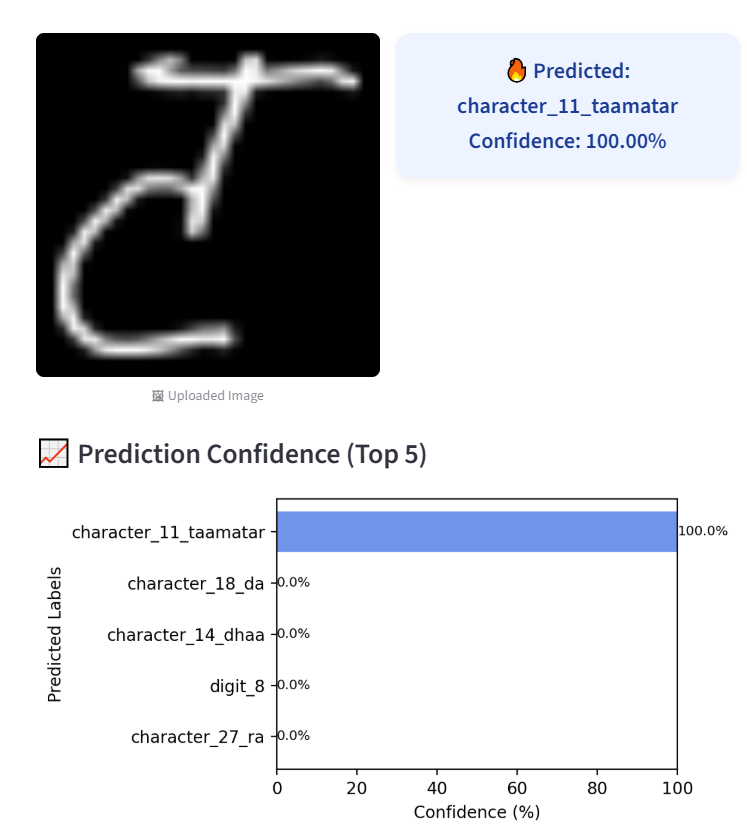 ट
🔥 Predicted:
character_11_taamatar
Confidence: 100.00%
🖼 Uploaded Image
📈 Prediction Confidence (Top 5)
Predicted Labels
character_11_taamatar 100.0%
character_18_da 0.0%
character_14_dhaa 0.0%
digit_8 0.0%
character_27_ra 0.0%
0 20 40 60 80 100
Confidence (%)